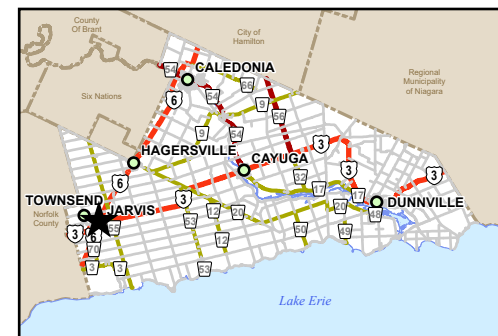 County
Of Brant
City of
Hamilton
Regional
Municipality
of Niagara
Six Nations
Norfolk
County
CALEDONIA
HAGERSVILLE
CAYUGA
TOWNSEND
JARVIS
DUNNVILLE
Lake Erie
54
6
54
66
9
56
9
54
3
6
3
32
17
3
17
3
53
12
20
20
48
3
6
55
70
12
50
49
3
3
53